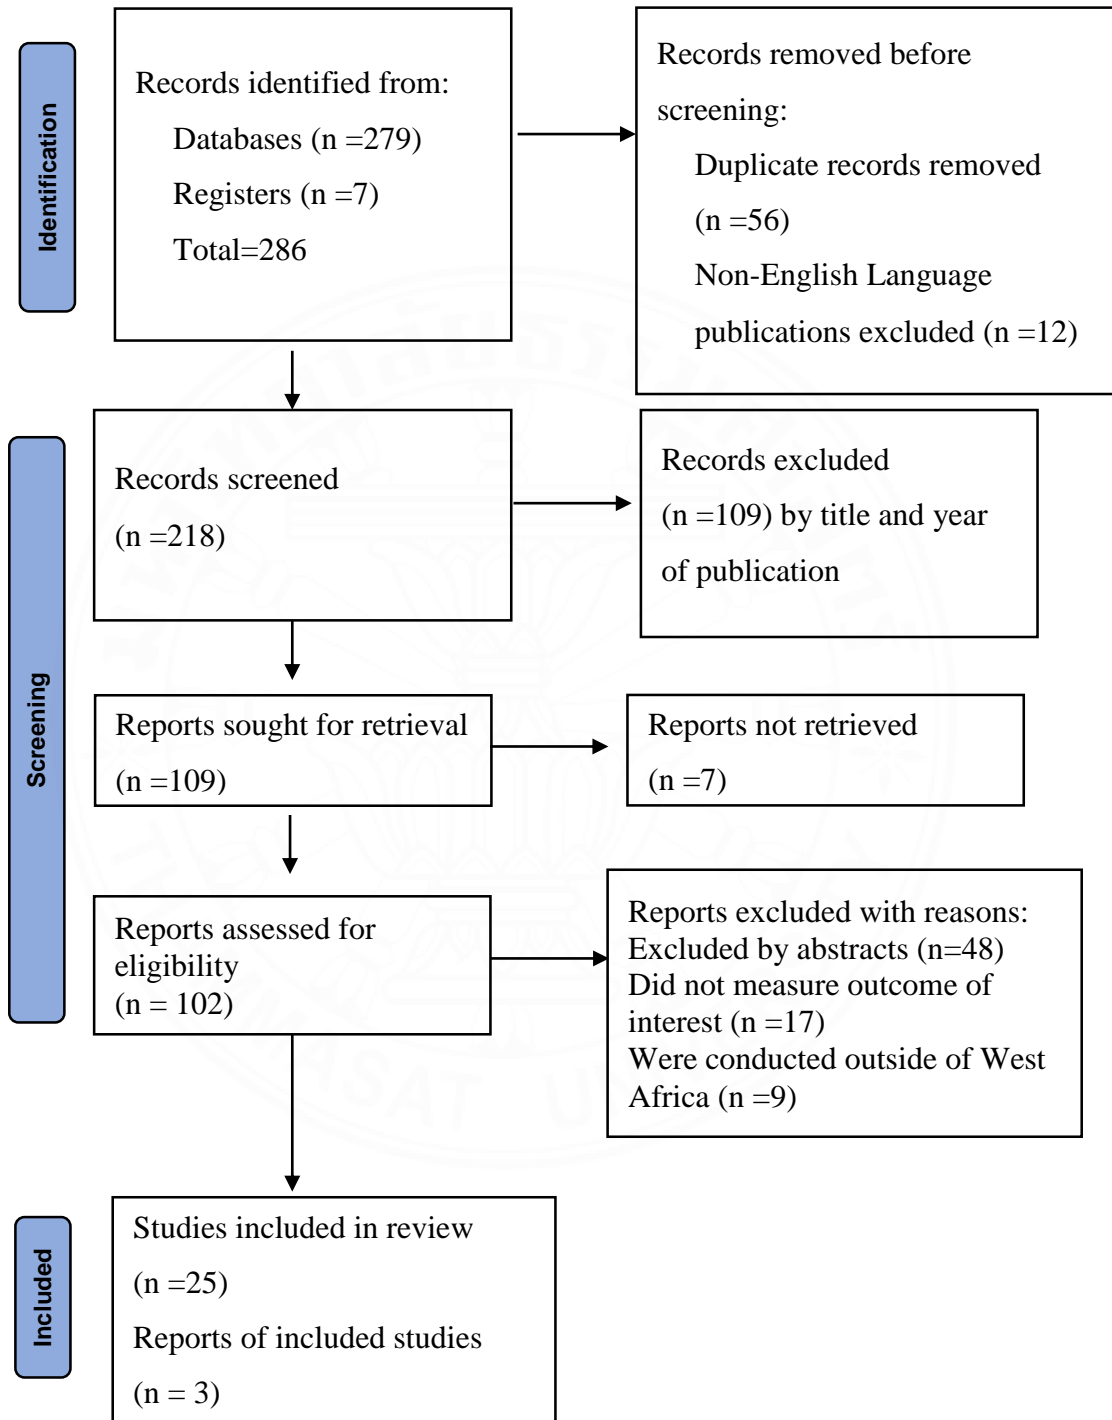 Identification
Records identified from:
Databases (n =279)
Registers (n =7)
Total=286
Records removed before
screening:
Duplicate records removed
(n =56)
Non-English Language
publications excluded (n =12)
Screening
Records screened
(n =218)
Records excluded
(n =109) by title and year
of publication
Reports sought for retrieval
(n =109)
Reports not retrieved
(n =7)
Reports assessed for
eligibility
(n = 102)
Reports excluded with reasons:
Excluded by abstracts (n=48)
Did not measure outcome of
interest (n =17)
Were conducted outside of West
Africa (n =9)
Included
Studies included in review
(n =25)
Reports of included studies
(n = 3)